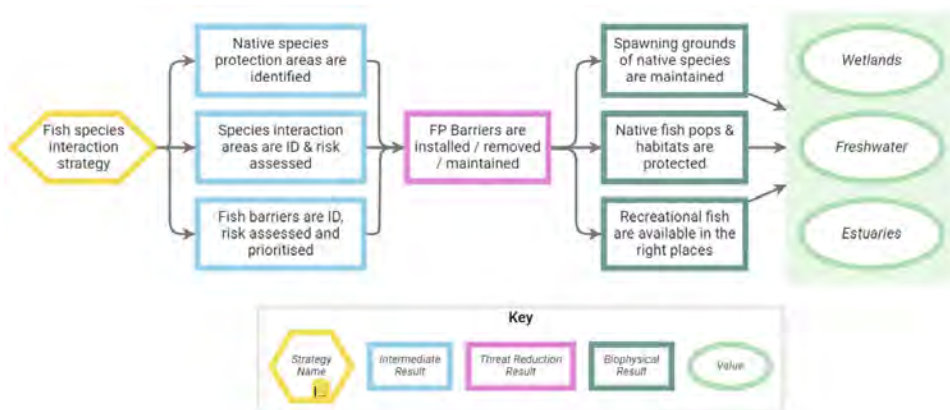 Native species
protection areas are
identified
Spawning grounds
of native species
are maintained
Wetlands
Fish species
interaction
strategy
Species interaction
areas are ID & risk
assessed
FP Barriers are
installed / removed
/ maintained
Native fish pops &
habitats are
protected
Freshwater
Fish barriers are ID,
risk assessed and
prioritised
Recreational fish
are available in the
right places
Estuaries
Key
Strategy
Name
Intermediate
Result
Threat Reduction
Result
Biophysical
Result
Value